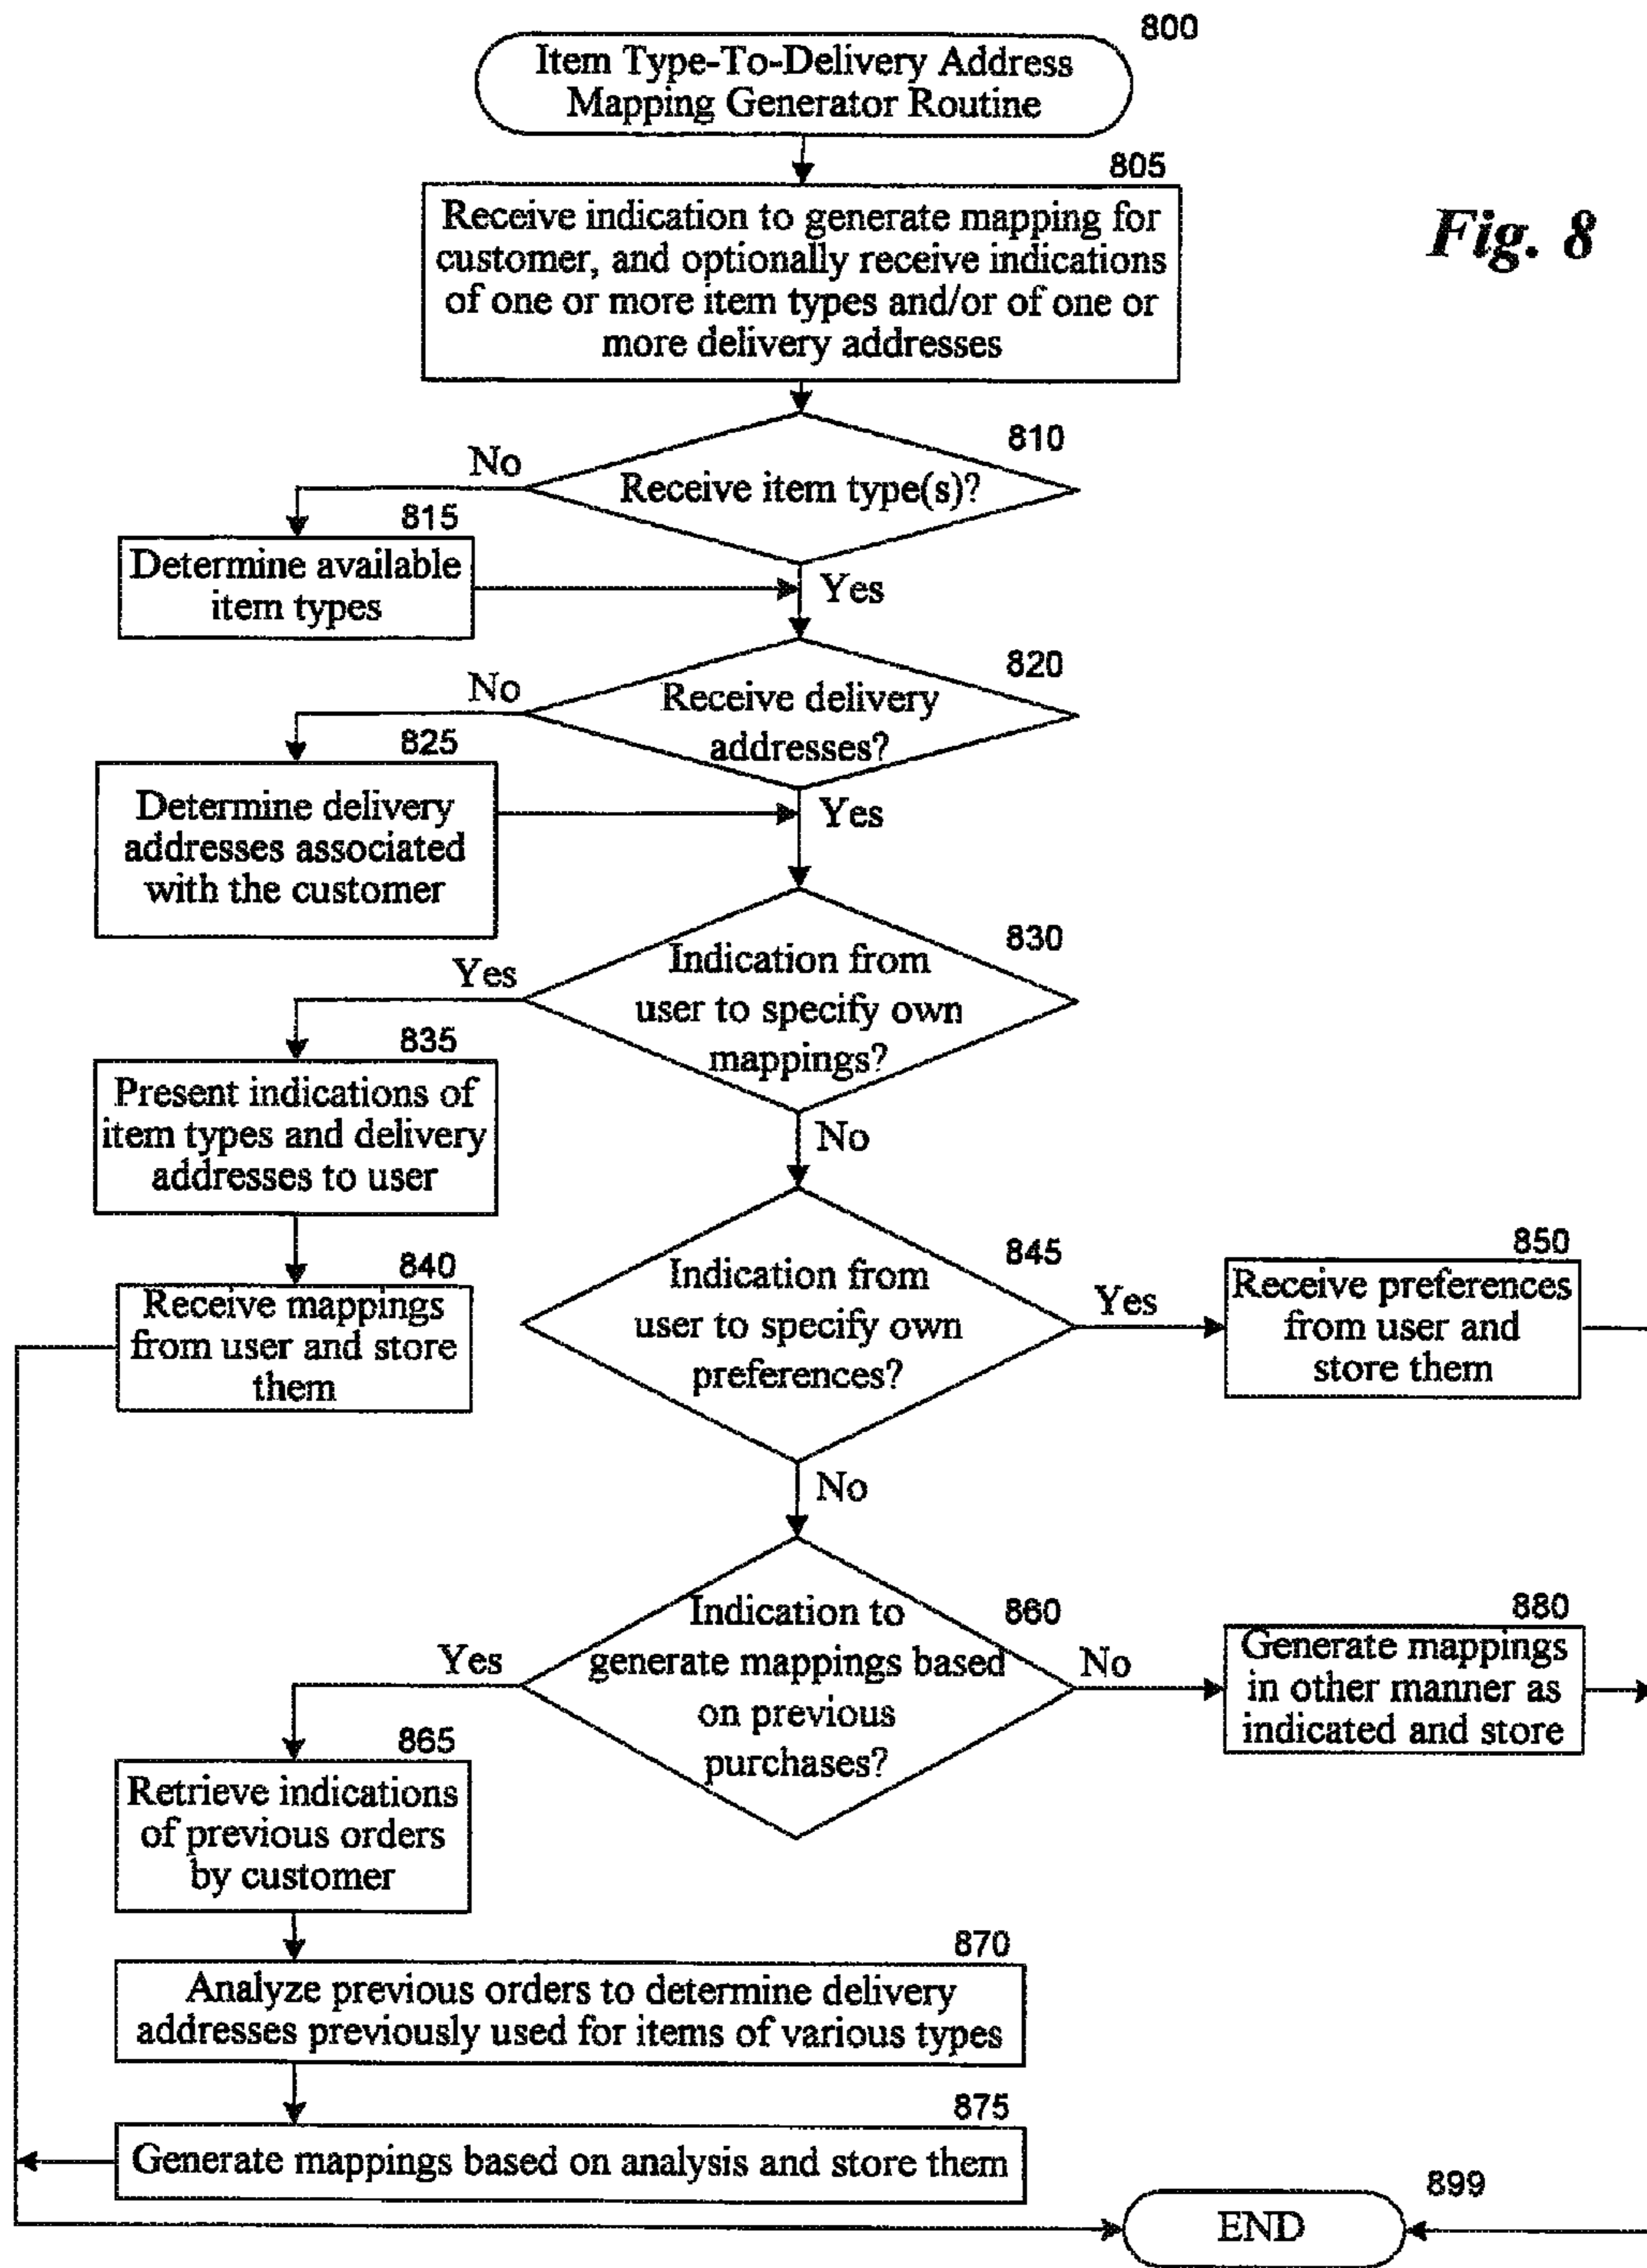 800
Item Type-To-Delivery Address
Mapping Generator Routine
Fig. 8
805
Receive indication to generate mapping for
customer, and optionally receive indications
of one or more item types and/or of one or
more delivery addresses
810
No
Receive item type(s)?
815
Determine available
item types
Yes
820
No
Receive delivery
addresses?
825
Determine delivery
addresses associated
with the customer
Yes
830
Yes
Indication from
user to specify own
mappings?
835
Present indications of
item types and delivery
addresses to user
No
840
Receive mappings
from user and store
them
845
Indication from
user to specify own
preferences?
Yes
850
Receive preferences
from user and
store them
No
860
Indication to
generate mappings based
on previous
purchases?
Yes
No
880
Generate mappings
in other manner as
indicated and store
865
Retrieve indications
of previous orders
by customer
870
Analyze previous orders to determine delivery
addresses previously used for items of various types
875
Generate mappings based on analysis and store them
899
END